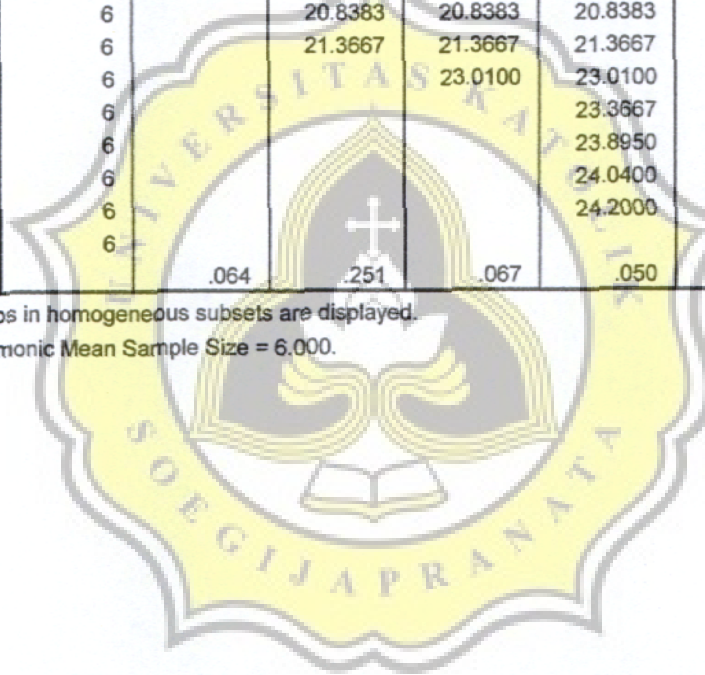 6 20.8383 20.8383 20.8383
6 21.3667 21.3667 21.3667
6 23.0100 23.0100
6 23.3667
6 23.8950
6 24.0400
6 24.2000
6
.064 .251 .067 .050
in homogeneous subsets are displayed.
Mean Sample Size = 6.000.
UNIVERSITAS KATOLIK
SOEGIJAPRANATA